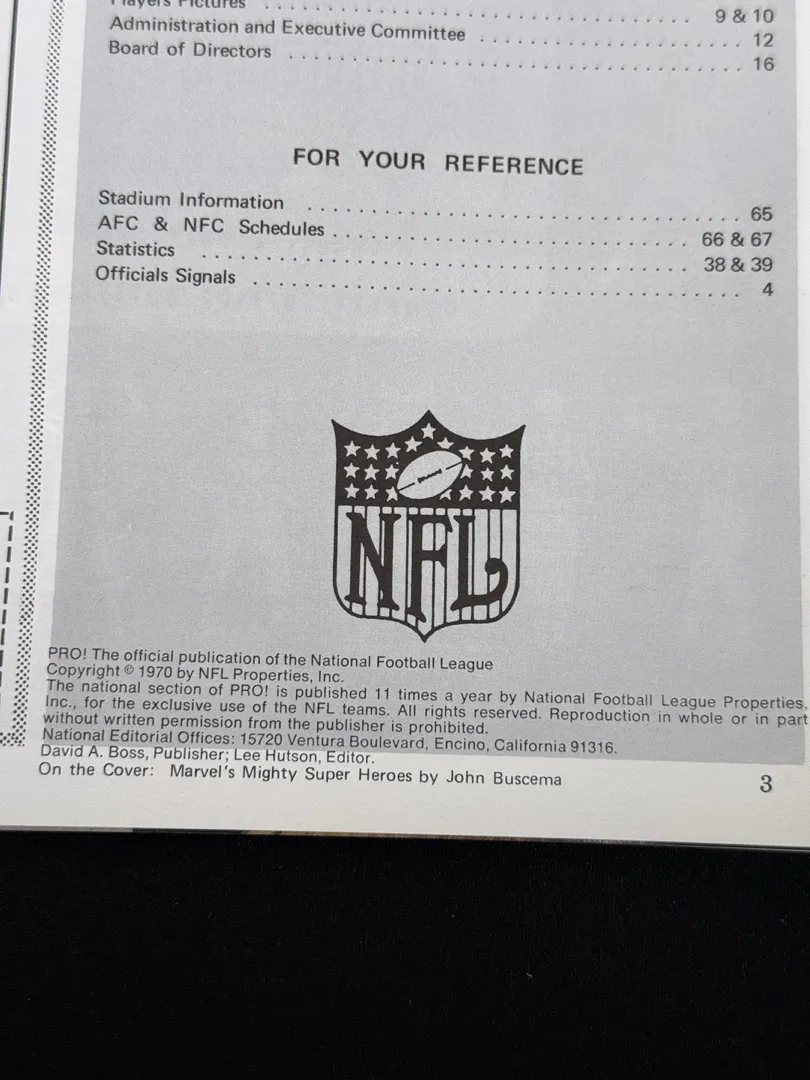 Players Pictures . . . . . . . . . . . . . . . . . . . . . . . . . . . . . . . . . . . . 9 & 10
Administration and Executive Committee . . . . . . . . . . . . . . . . . . . . . . 12
Board of Directors . . . . . . . . . . . . . . . . . . . . . . . . . . . . . . . . . . . . . 16
FOR YOUR REFERENCE
Stadium Information . . . . . . . . . . . . . . . . . . . . . . . . . . . . . . . . . . . 65
AFC & NFC Schedules . . . . . . . . . . . . . . . . . . . . . . . . . . . . . . 66 & 67
Statistics . . . . . . . . . . . . . . . . . . . . . . . . . . . . . . . . . . . . . . . 38 & 39
Officials Signals . . . . . . . . . . . . . . . . . . . . . . . . . . . . . . . . . . . . . . . 4
NFL
PRO! The official publication of the National Football League
Copyright © 1970 by NFL Properties, Inc.
The national section of PRO! is published 11 times a year by National Football League Properties,
Inc., for the exclusive use of the NFL teams. All rights reserved. Reproduction in whole or in part
without written permission from the publisher is prohibited.
National Editorial Offices: 15720 Ventura Boulevard, Encino, California 91316.
David A. Boss, Publisher; Lee Hutson, Editor.
On the Cover: Marvel's Mighty Super Heroes by John Buscema
3